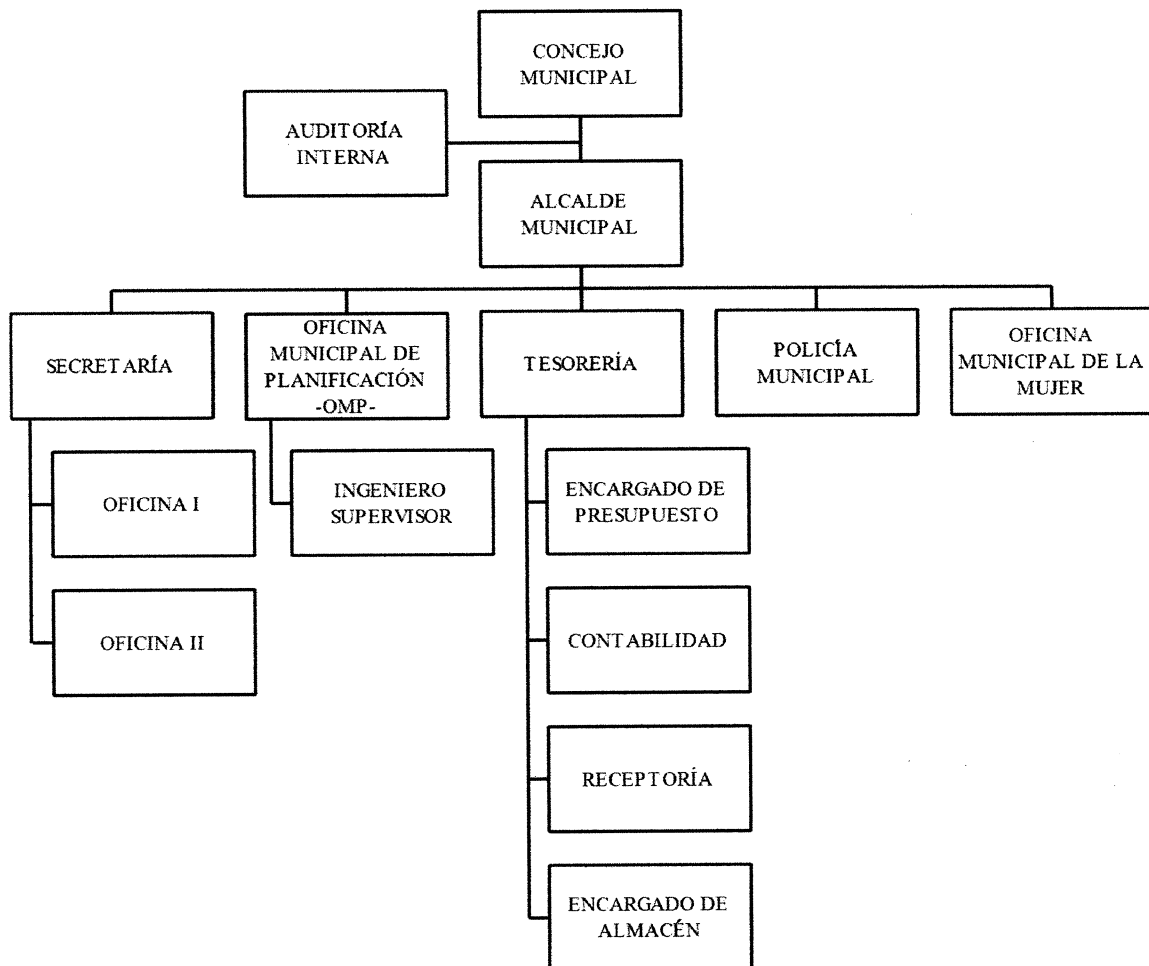 CONCEJO
MUNICIPAL
AUDITORÍA
INTERNA
ALCALDE
MUNICIPAL
SECRETARÍA
OFICINA
MUNICIPAL DE
PLANIFICACIÓN
-OMP-
TESORERÍA
POLICÍA
MUNICIPAL
OFICINA
MUNICIPAL DE LA
MUJER
OFICINA I
INGENIERO
SUPERVISOR
ENCARGADO DE
PRESUPUESTO
OFICINA II
CONTABILIDAD
RECEPTORÍA
ENCARGADO DE
ALMACÉN